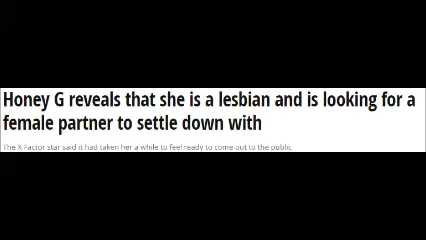 Honey G reveals that she is a lesbian and is looking for a
female partner to settle down with
The X Factor star said it had taken her a while to feel ready to come out to the public